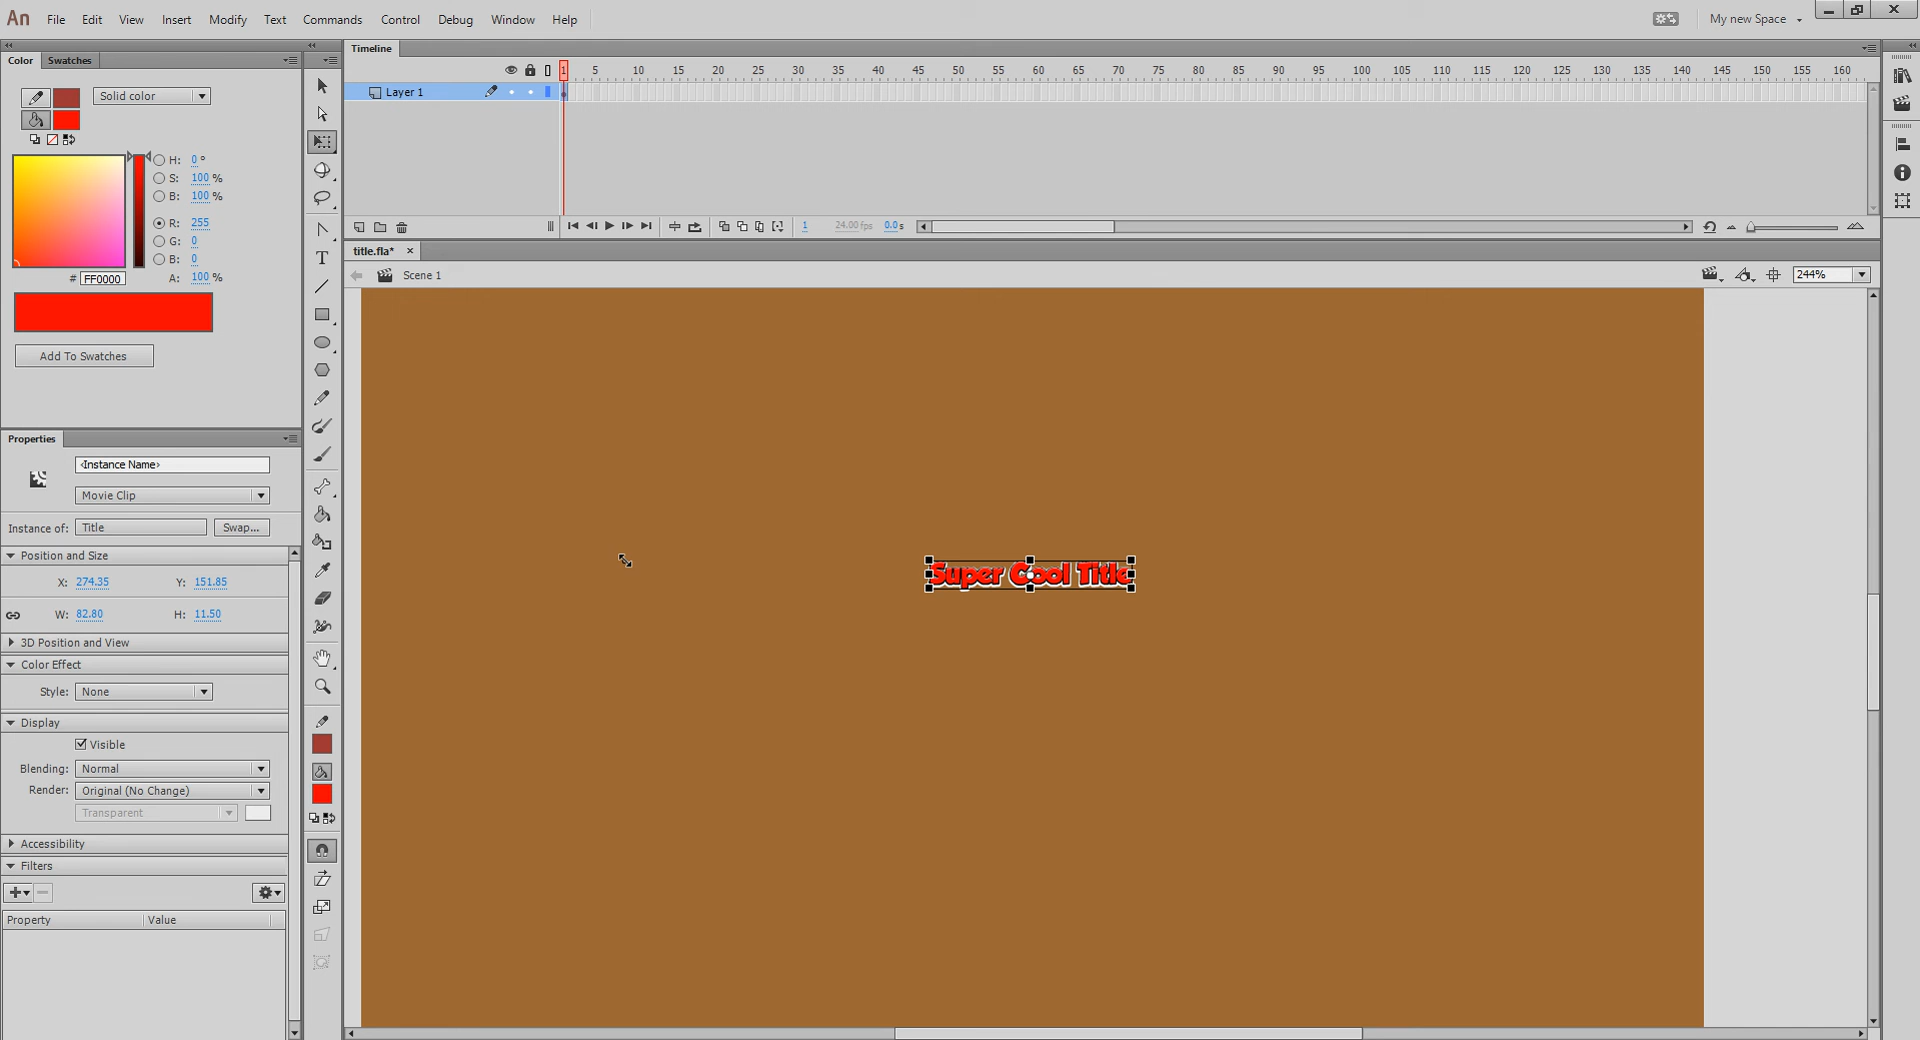 An File Edit View Insert Modify Text Commands Control Debug Window Help My new Space
Color Swatches
Solid color
H: 0 °
S: 100 %
B: 100 %
R: 255
G: 0
B: 0
A: 100 %
# FF0000
Add To Swatches
Properties
<Instance Name>
Movie Clip
Instance of: Title Swap...
Position and Size
X: 274.35 Y: 151.85
W: 82.80 H: 11.50
3D Position and View
Color Effect
Style: None
Display
Visible
Blending: Normal
Render: Original (No Change)
Transparent
Accessibility
Filters
Property Value
T
Timeline
1 5 10 15 20 25 30 35 40 45 50 55 60 65 70 75 80 85 90 95 100 105 110 115 120 125 130 135 140 145 150 155 160
Layer 1
1 24.00 fps 0.0 s
title.fla* ×
Scene 1 244%
Super Cool Title